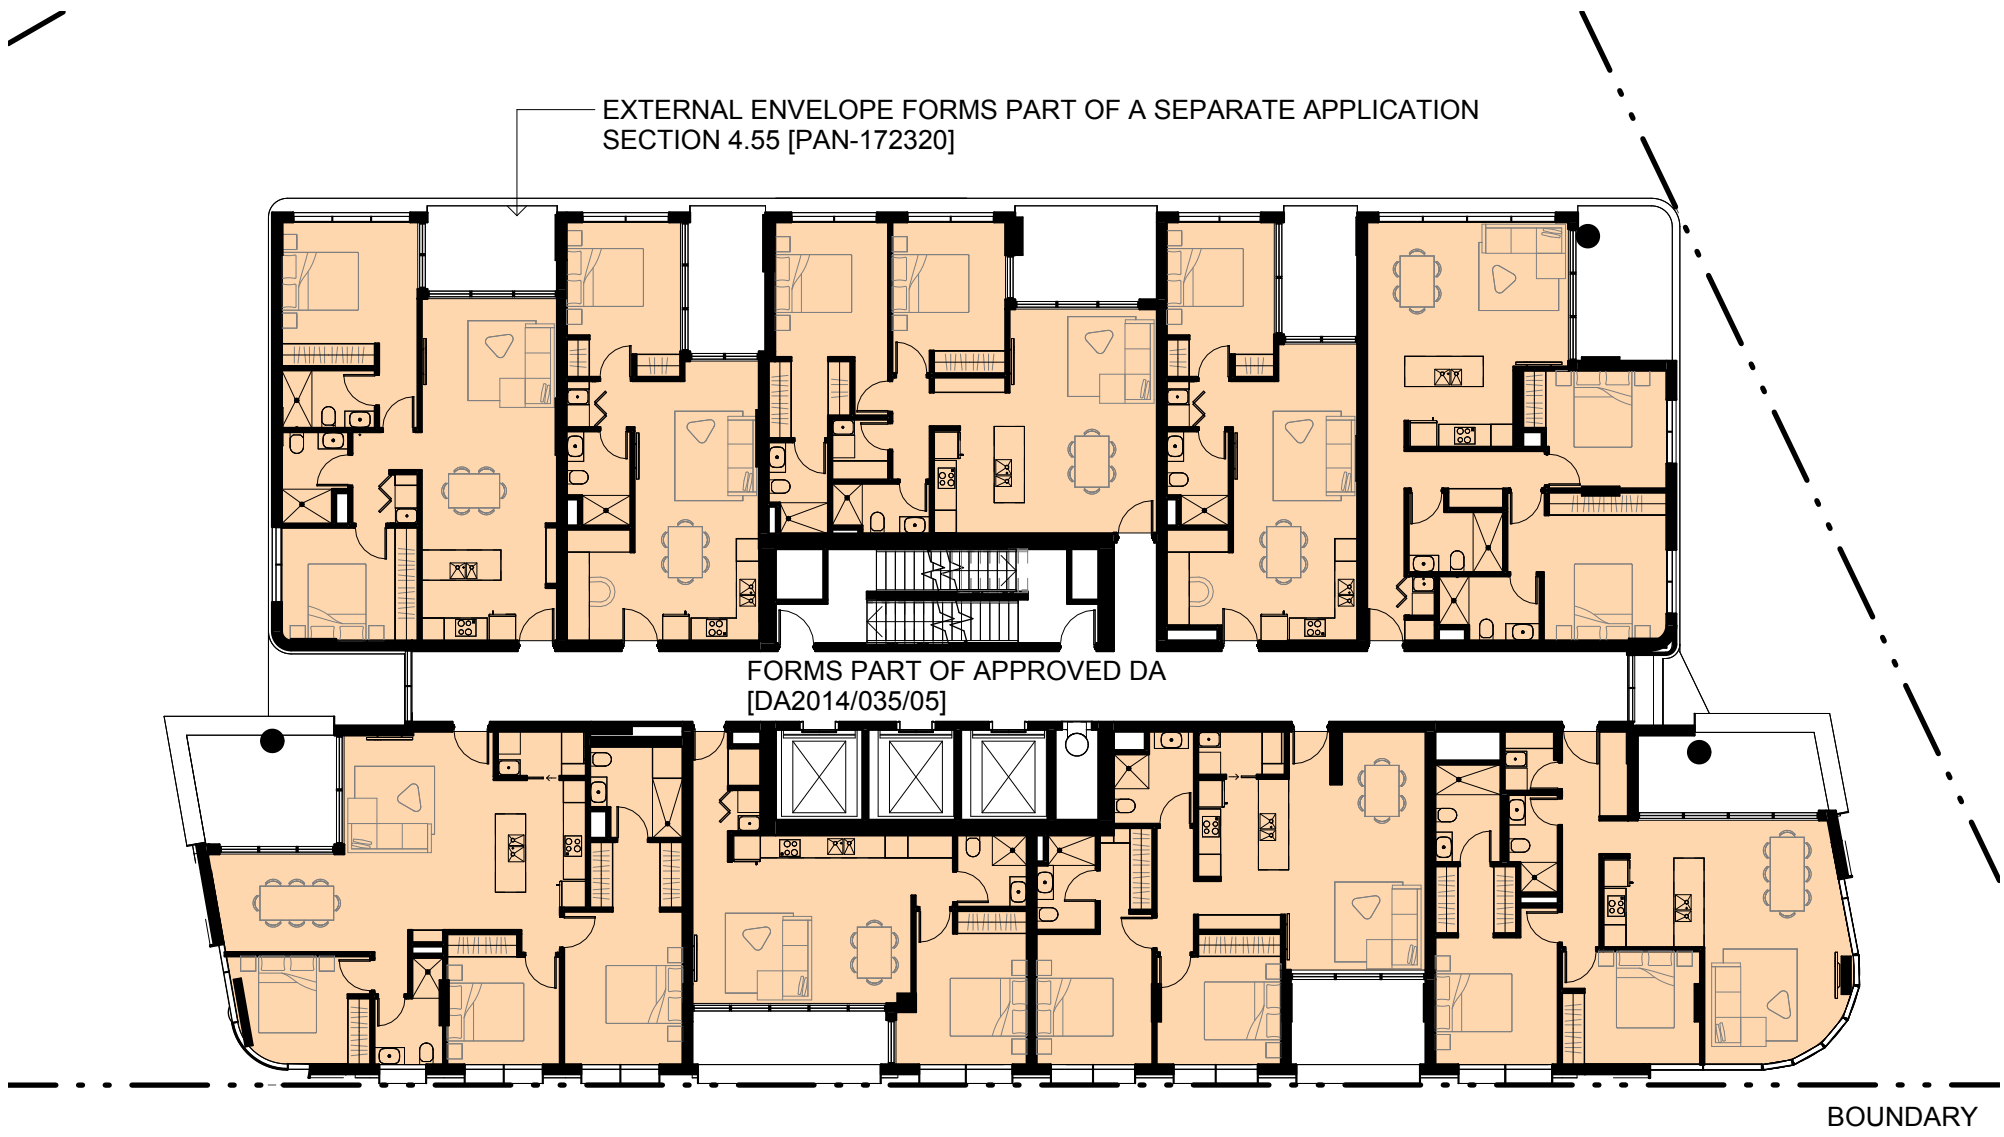 EXTERNAL ENVELOPE FORMS PART OF A SEPARATE APPLICATION
SECTION 4.55 [PAN-172320]
FORMS PART OF APPROVED DA
[DA2014/035/05]
BOUNDARY